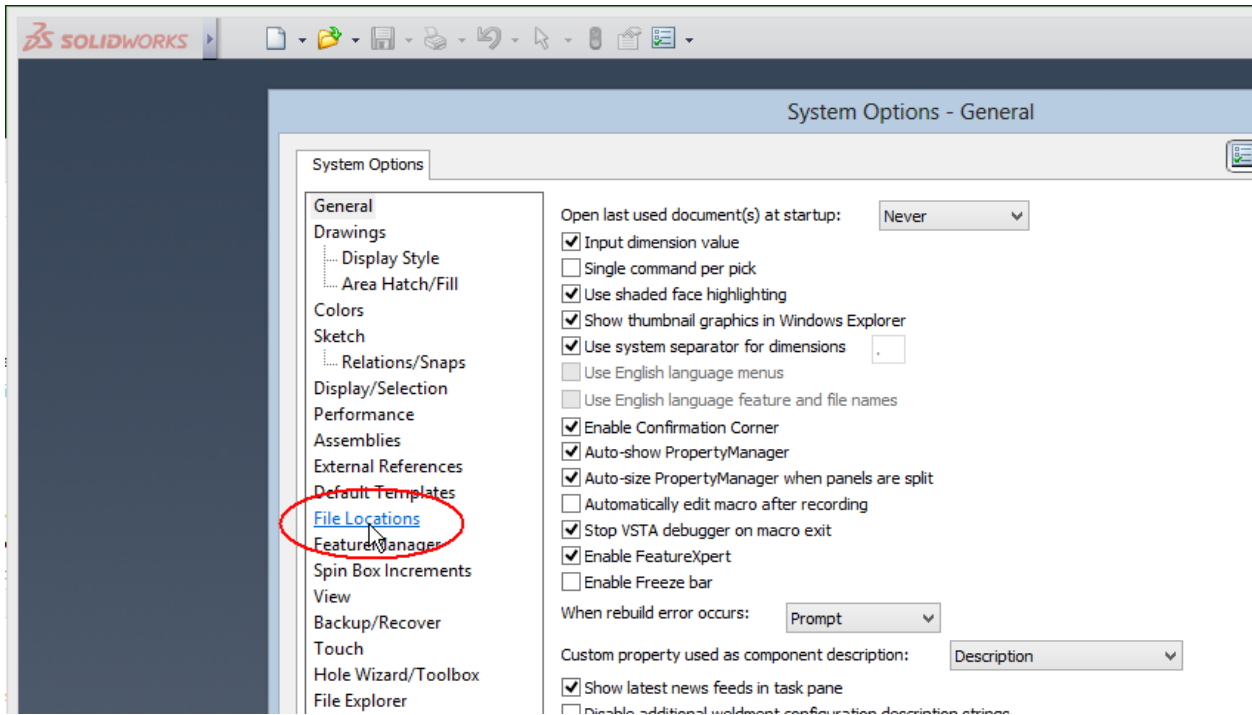 SOLIDWORKS
System Options - General
System Options
General
Drawings
Display Style
Area Hatch/Fill
Colors
Sketch
Relations/Snaps
Display/Selection
Performance
Assemblies
External References
Default Templates
File Locations
FeatureManager
Spin Box Increments
View
Backup/Recover
Touch
Hole Wizard/Toolbox
File Explorer
Open last used document(s) at startup: Never
Input dimension value
Single command per pick
Use shaded face highlighting
Show thumbnail graphics in Windows Explorer
Use system separator for dimensions .
Use English language menus
Use English language feature and file names
Enable Confirmation Corner
Auto-show PropertyManager
Auto-size PropertyManager when panels are split
Automatically edit macro after recording
Stop VSTA debugger on macro exit
Enable FeatureXpert
Enable Freeze bar
When rebuild error occurs: Prompt
Custom property used as component description: Description
Show latest news feeds in task pane
Disable additional weldment configuration description strings